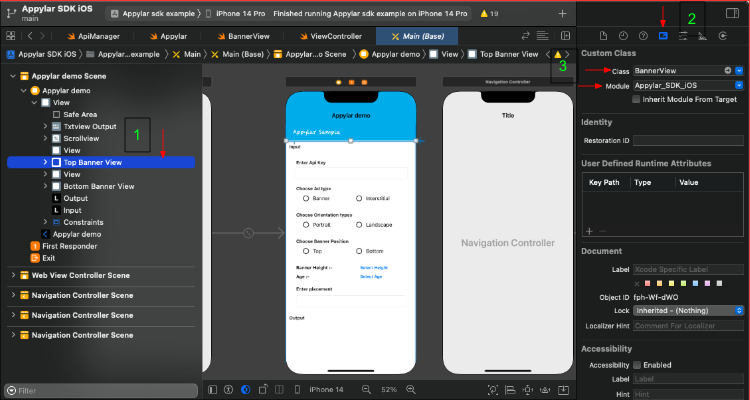 Appylar SDK iOS
main
Appylar sdk example
iPhone 14 Pro
Finished running Appylar sdk example on iPhone 14 Pro
19
2
ApiManager
Appylar
BannerView
ViewController
Main (Base)
Appylar SDK iOS
Appylar...example
Main
Main (Base)
Appylar...o Scene
Appylar demo
View
Top Banner View
3
Appylar demo Scene
Appylar demo
View
Safe Area
Txtview Output
Scrollview
View
Top Banner View
View
Bottom Banner View
L Output
L Input
Constraints
Appylar demo
First Responder
Exit
Web View Controller Scene
Navigation Controller Scene
Navigation Controller Scene
Navigation Controller Scene
Filter
1
Appylar demo
Appylar Sample
Input
Enter Api Key
Choose Ad type
Banner
Interstitial
Choose Orientation types
Portrait
Landscape
Choose Banner Position
Top
Bottom
Banner Height :-
Select Height
Age :-
Select Age
Enter placement
Output
Navigation Controller
Title
Navigation Controller
iPhone 14
52%
Custom Class
Class
BannerView
Module
Appylar_SDK_iOS
Inherit Module From Target
Identity
Restoration ID
User Defined Runtime Attributes
Key Path
Type
Value
Document
Label
Xcode Specific Label
Object ID
fph-Wf-dWO
Lock
Inherited - (Nothing)
Localizer Hint
Comment For Localizer
Accessibility
Accessibility
Enabled
Label
Label
Hint
Hint